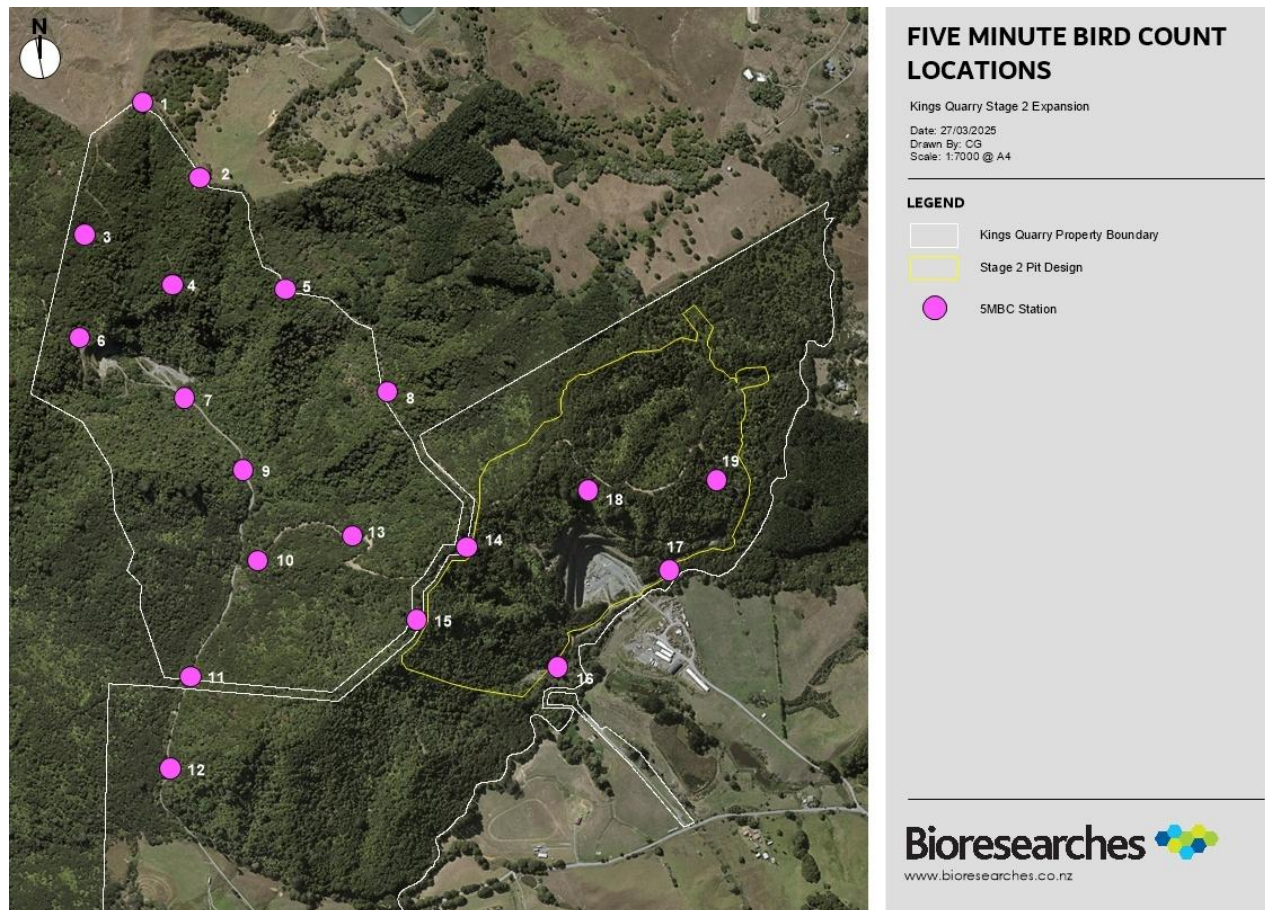 N
1
2
3
4
5
6
7
8
9
10
11
12
13
14
15
16
17
18
19
FIVE MINUTE BIRD COUNT
LOCATIONS
Kings Quarry Stage 2 Expansion
Date: 27/03/2025
Drawn By: CG
Scale: 1:7000 @ A4
LEGEND
Kings Quarry Property Boundary
Stage 2 Pit Design
5MBC Station
Bioresearches
www.bioresearches.co.nz